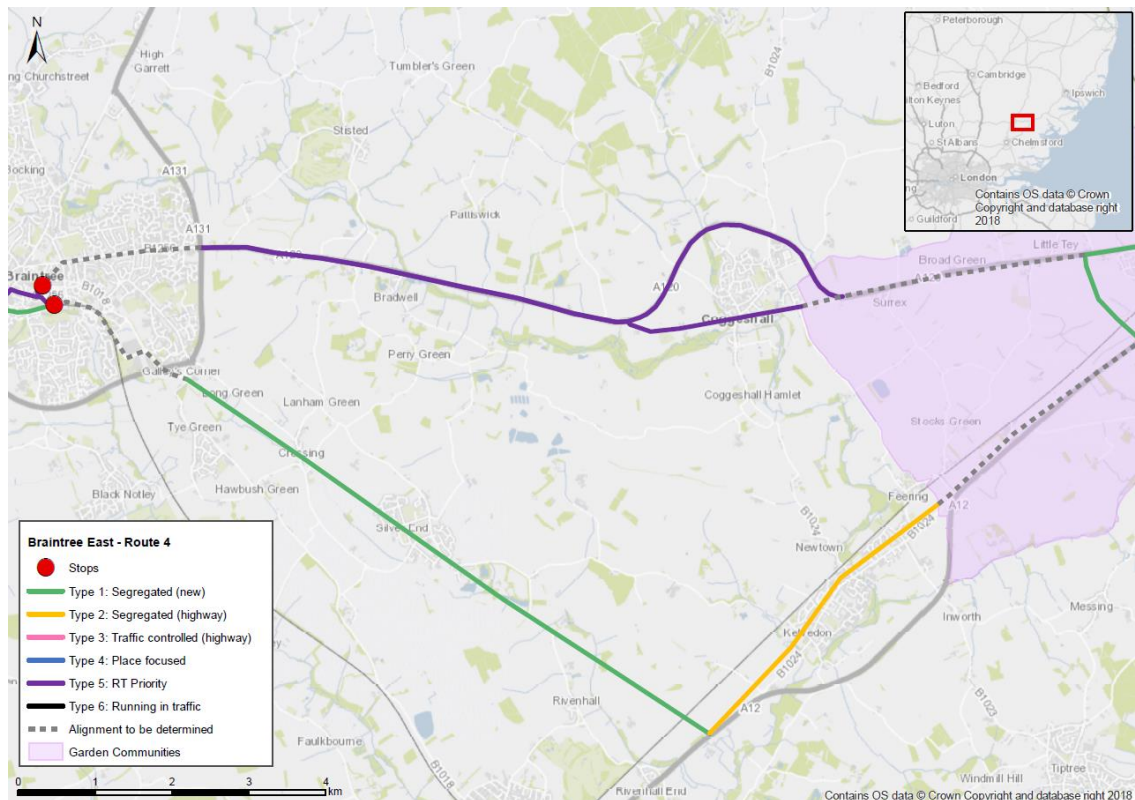 N
High
Garrett
Tumbler's Green
B1024
ng Churchstreet
Stisted
Bocking
A131
Pattiswick
A131
Braintree
B1018
A120
Bradwell
Coggeshall
Perry Green
Galleys Corner
Long Green
Lanham Green
Coggeshall Hamlet
Tye Green
Cressing
Black Notley
Hawbush Green
Silver End
B1024
Newtown
Feering
B1024
A12
Broad Green
Little Tey
Surrex
Stocks Green
Messing
Inworth
Kelvedon
B1024
Rivenhall
A12
B1023
Tiptree
Windmill Hill
Faulkbourne
B1018
Rivenhall End
Peterborough
Cambridge
Bedford
Ipswich
ilton Keynes
Luton
St Albans
Chelmsford
London
Guildford
Contains OS data © Crown
Copyright and database right
2018
Braintree East - Route 4
Stops
Type 1: Segregated (new)
Type 2: Segregated (highway)
Type 3: Traffic controlled (highway)
Type 4: Place focused
Type 5: RT Priority
Type 6: Running in traffic
Alignment to be determined
Garden Communities
0 1 2 3 4
km
Contains OS data © Crown Copyright and database right 2018